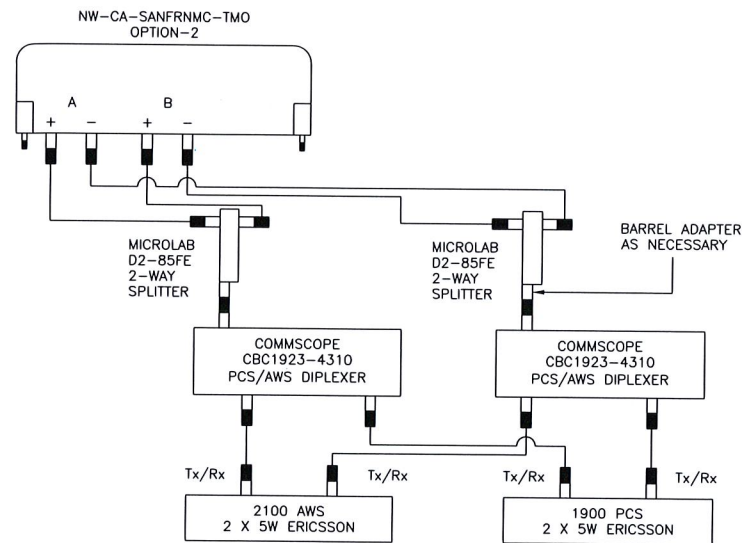 NW-CA-SANFRNMC-TMO
OPTION-2
A
B
+
-
+
-
MICROLAB
D2-85FE
2-WAY
SPLITTER
MICROLAB
D2-85FE
2-WAY
SPLITTER
BARREL ADAPTER
AS NECESSARY
COMMSCOPE
CBC1923-4310
PCS/AWS DIPLEXER
COMMSCOPE
CBC1923-4310
PCS/AWS DIPLEXER
Tx/Rx
Tx/Rx
Tx/Rx
Tx/Rx
2100 AWS
2 X 5W ERICSSON
1900 PCS
2 X 5W ERICSSON